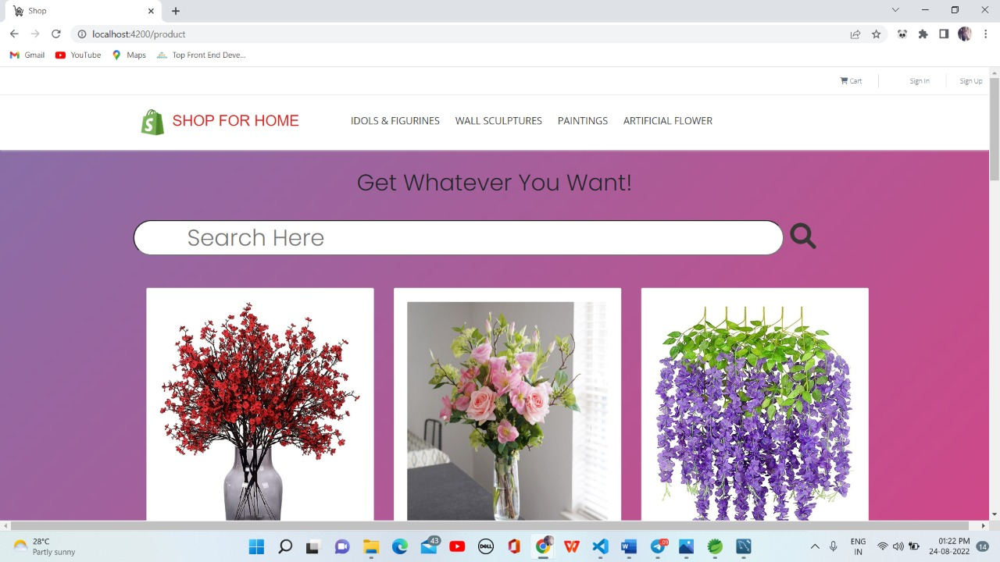 Shop
localhost:4200/product
Gmail YouTube Maps Top Front End Deve...
Cart Sign In Sign Up
SHOP FOR HOME IDOLS & FIGURINES WALL SCULPTURES PAINTINGS ARTIFICIAL FLOWER
Get Whatever You Want!
Search Here
28°C
Partly sunny
43
DELL
09
ENG
IN
01:22 PM
24-08-2022
14